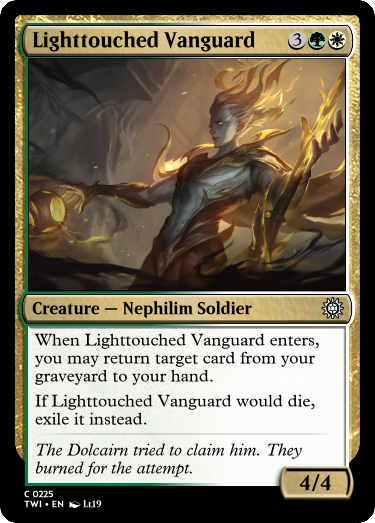 Lighttouched Vanguard 3
Creature — Nephilim Soldier
When Lighttouched Vanguard enters,
you may return target card from your
graveyard to your hand.
If Lighttouched Vanguard would die,
exile it instead.
The Dolcairn tried to claim him. They
burned for the attempt.
4/4
C 0225
TWI • EN Lt19